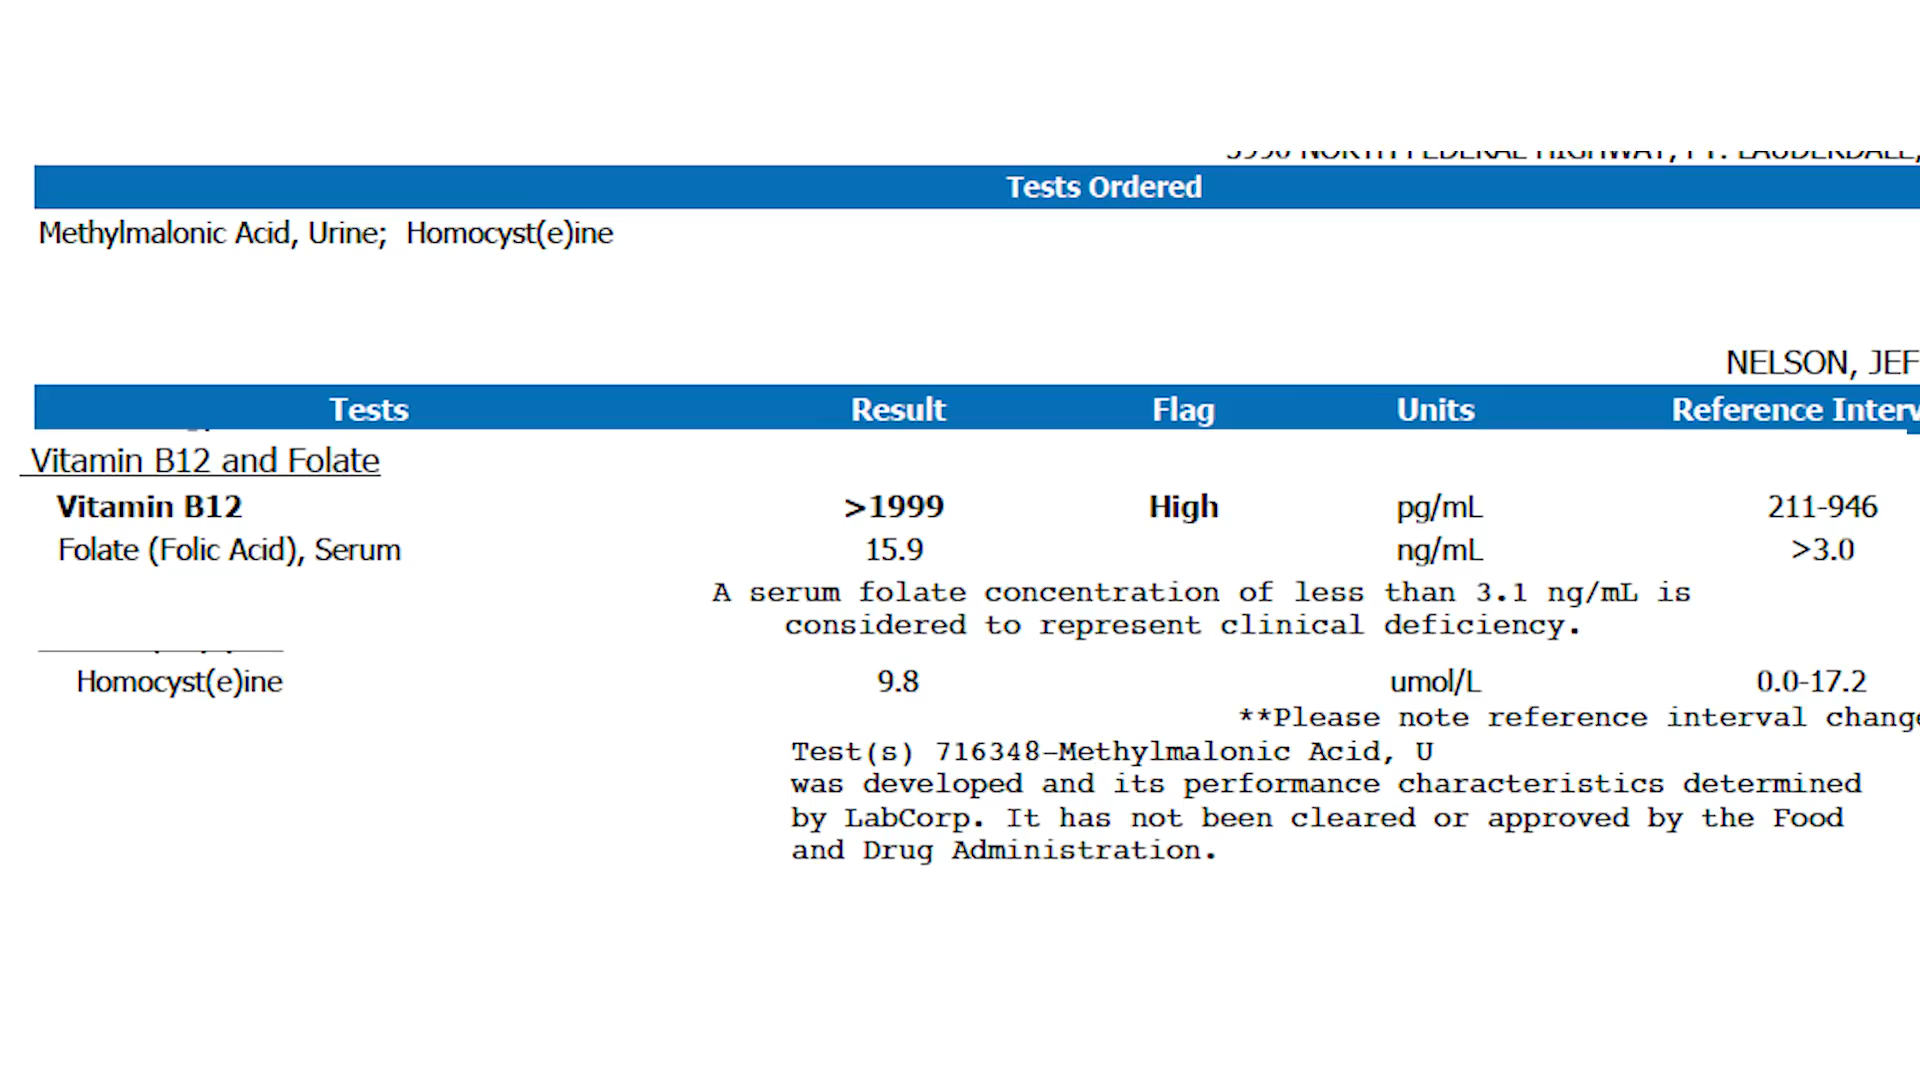 Tests Ordered
Methylmalonic Acid, Urine; Homocyst(e)ine
NELSON, JEF
Tests Result Flag Units Reference Interv
Vitamin B12 and Folate
Vitamin B12 >1999 High pg/mL 211-946
Folate (Folic Acid), Serum 15.9 ng/mL >3.0
A serum folate concentration of less than 3.1 ng/mL is
considered to represent clinical deficiency.
Homocyst(e)ine 9.8 umol/L 0.0-17.2
**Please note reference interval change
Test(s) 716348-Methylmalonic Acid, U
was developed and its performance characteristics determined
by LabCorp. It has not been cleared or approved by the Food
and Drug Administration.